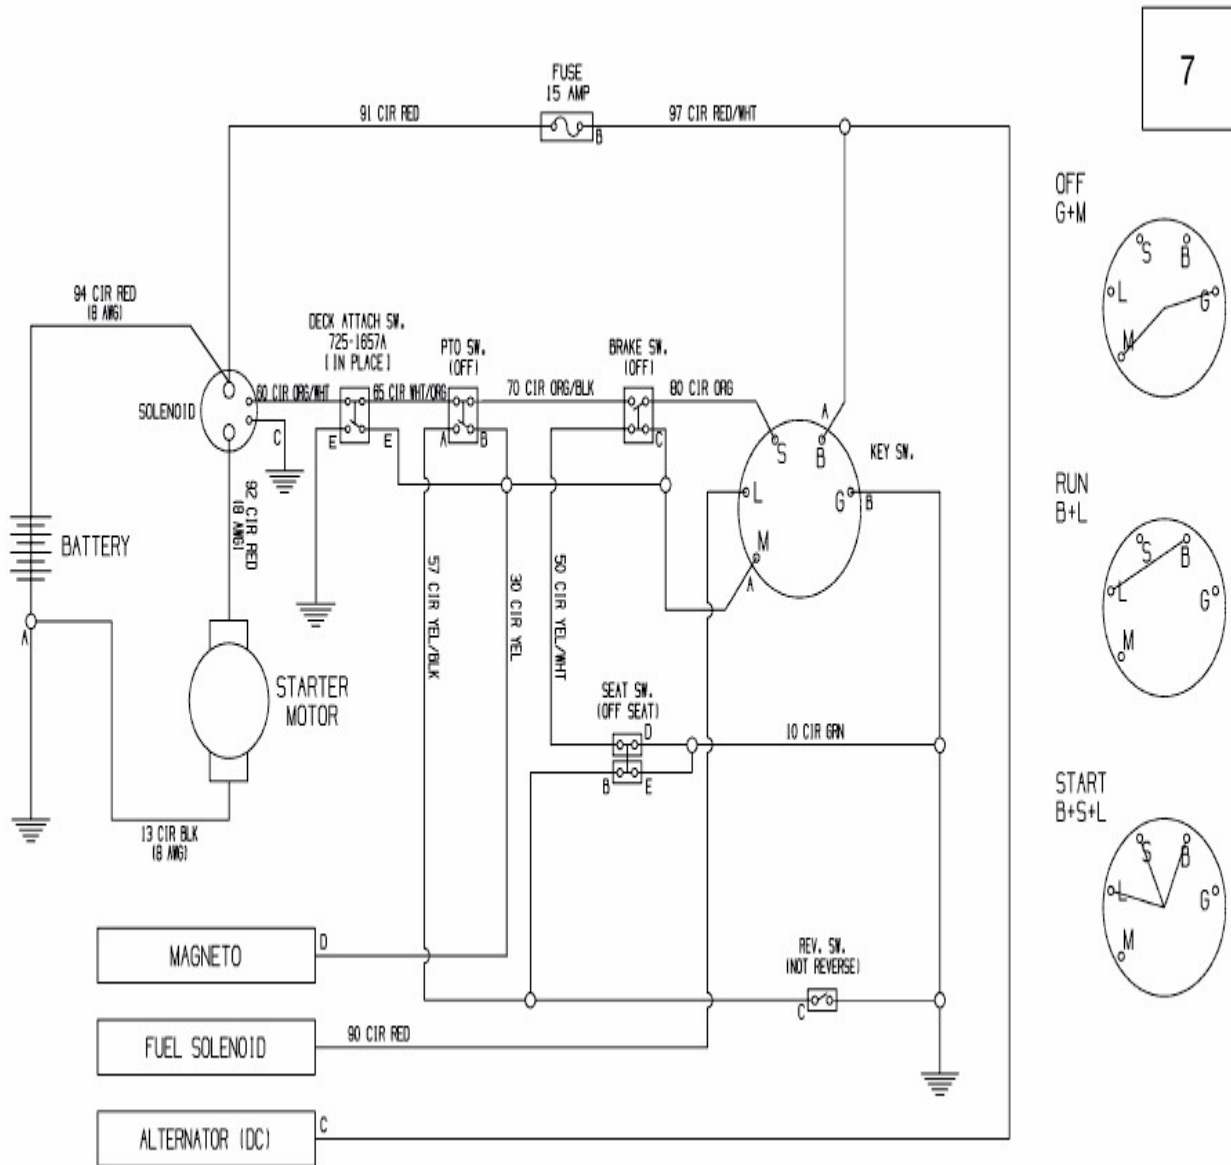 7
FUSE
15 AMP
91 CIR RED
97 CIR RED/WHT
B
OFF
G+M
S
B
L
G
M
94 CIR RED
(8 AWG)
DECK ATTACH SW.
725-1657A
[IN PLACE]
PTO SW.
(OFF)
BRAKE SW.
(OFF)
60 CIR ORG/WHT
65 CIR WHT/ORG
70 CIR ORG/BLK
80 CIR ORG
SOLENOID
C
E
E
A
B
C
A
S
B
KEY SW.
L
G
B
M
A
RUN
B+L
S
B
L
G
M
BATTERY
A
92 CIR RED
(8 AWG)
57 CIR YEL/BLK
30 CIR YEL
50 CIR YEL/WHT
STARTER
MOTOR
SEAT SW.
(OFF SEAT)
D
B
E
10 CIR GRN
START
B+S+L
S
B
L
G
M
13 CIR BLK
(8 AWG)
MAGNETO
D
REV. SW.
(NOT REVERSE)
C
FUEL SOLENOID
90 CIR RED
ALTERNATOR (DC)
C